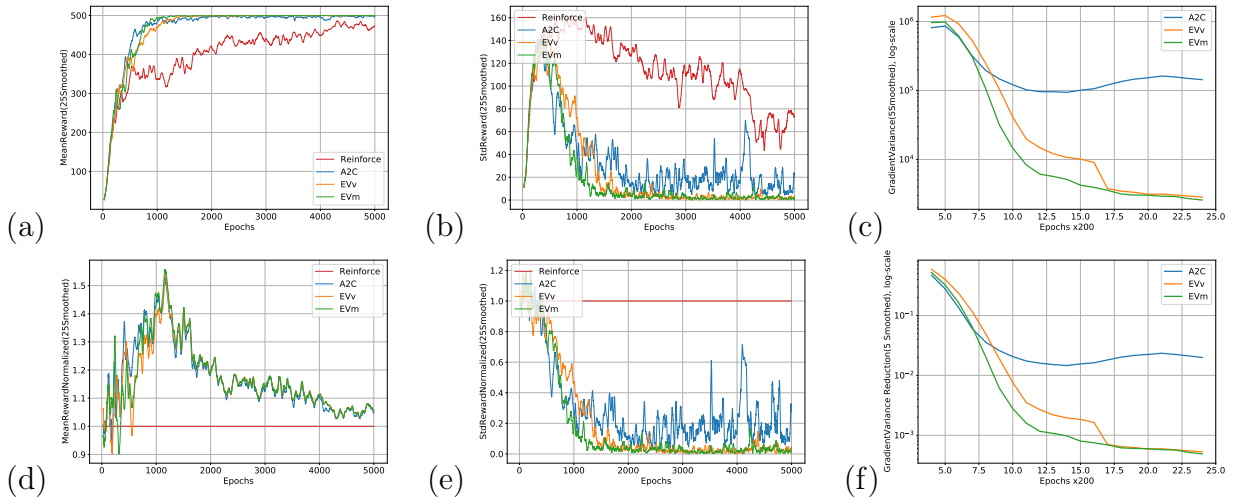 (a)
MeanReward(25Smoothed)
500
400
300
200
100
0
1000
2000
3000
4000
5000
Epochs
Reinforce
A2C
EVv
EVm
(b)
StdReward(25Smoothed)
160
140
120
100
80
60
40
20
0
0
1000
2000
3000
4000
5000
Epochs
Reinforce
A2C
EVv
EVm
(c)
GradientVariance(5Smoothed), log-scale
10⁶
10⁵
10⁴
5.0
7.5
10.0
12.5
15.0
17.5
20.0
22.5
25.0
Epochs x200
A2C
EVv
EVm
(d)
MeanRewardNormalized(25Smoothed)
1.5
1.4
1.3
1.2
1.1
1.0
0.9
0
1000
2000
3000
4000
5000
Epochs
Reinforce
A2C
EVv
EVm
(e)
StdRewardNormalized(25Smoothed)
1.2
1.0
0.8
0.6
0.4
0.2
0.0
0
1000
2000
3000
4000
5000
Epochs
Reinforce
A2C
EVv
EVm
(f)
GradientVariance Reduction(5 Smoothed), log-scale
10⁻¹
10⁻²
10⁻³
5.0
7.5
10.0
12.5
15.0
17.5
20.0
22.5
25.0
Epochs x200
A2C
EVv
EVm